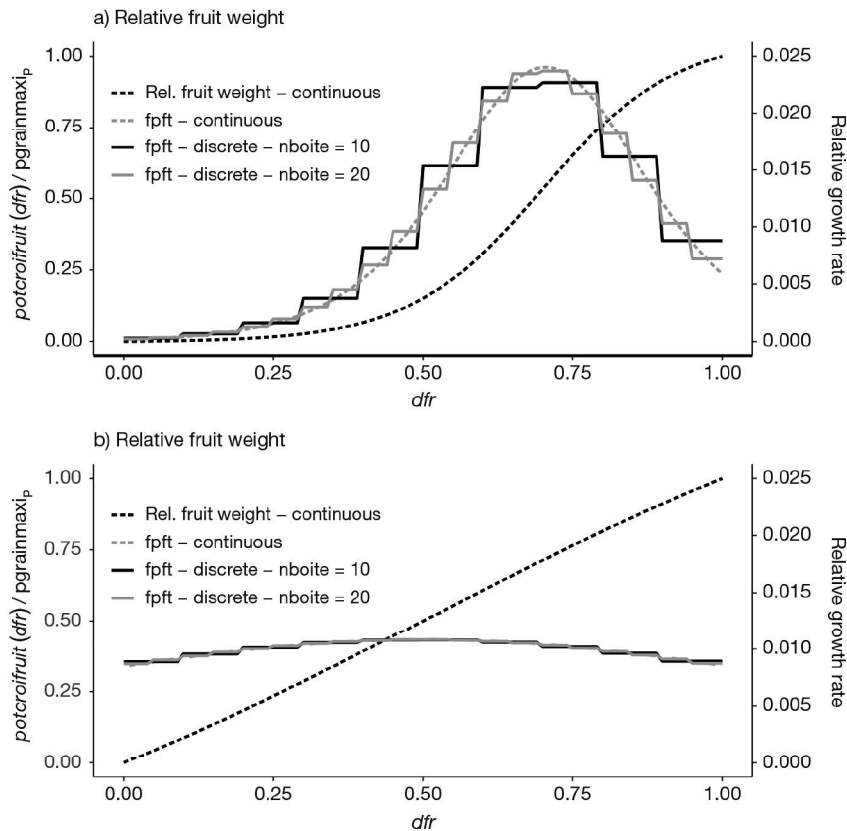 a) Relative fruit weight
1.00
0.75
0.50
0.25
0.00
potcroifruit (dfr) / pgrainmaxiP
Rel. fruit weight – continuous
fpft – continuous
fpft – discrete – nboite = 10
fpft – discrete – nboite = 20
0.025
0.020
0.015
0.010
0.005
0.000
Relative growth rate
0.00 0.25 0.50 0.75 1.00
dfr
b) Relative fruit weight
1.00
0.75
0.50
0.25
0.00
potcroifruit (dfr) / pgrainmaxiP
Rel. fruit weight – continuous
fpft – continuous
fpft – discrete – nboite = 10
fpft – discrete – nboite = 20
0.025
0.020
0.015
0.010
0.005
0.000
Relative growth rate
0.00 0.25 0.50 0.75 1.00
dfr